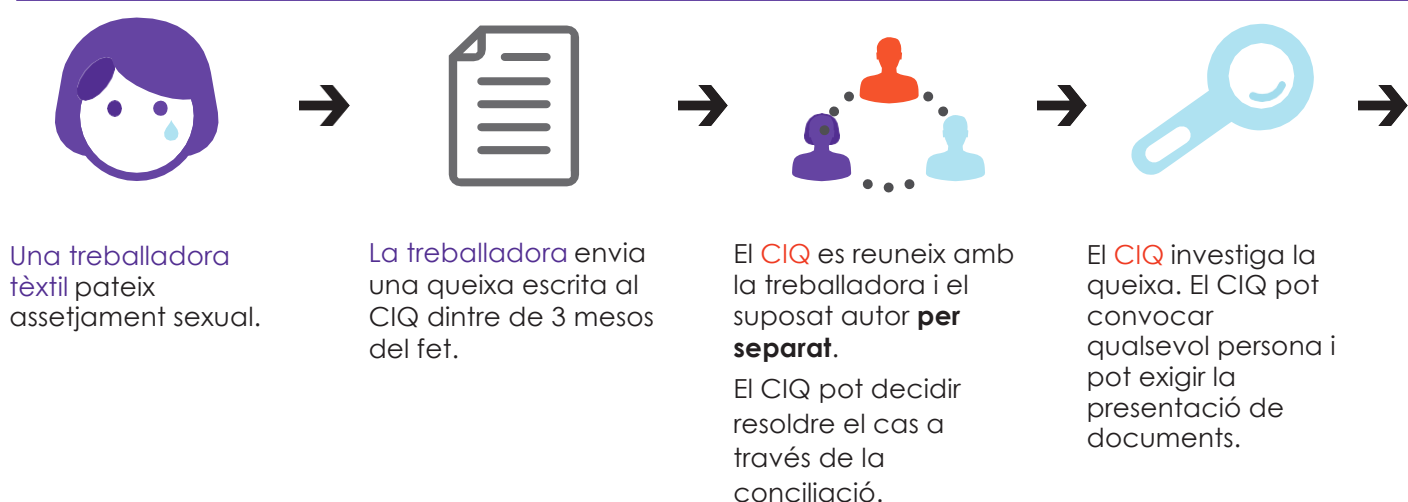 Una treballadora
tèxtil pateix
assetjament sexual.
La treballadora envia
una queixa escrita al
CIQ dintre de 3 mesos
del fet.
El CIQ es reuneix amb
la treballadora i el
suposat autor per
separat.
El CIQ pot decidir
resoldre el cas a
través de la
conciliació.
El CIQ investiga la
queixa. El CIQ pot
convocar
qualsevol persona i
pot exigir la
presentació de
documents.